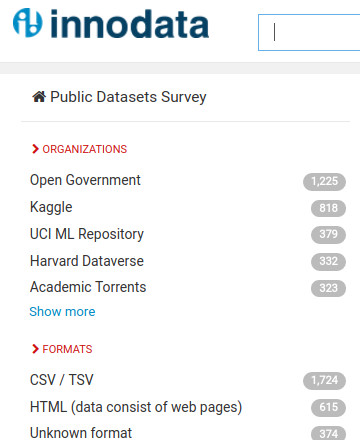 innodata
Public Datasets Survey
ORGANIZATIONS
Open Government 1,225
Kaggle 818
UCI ML Repository 379
Harvard Dataverse 332
Academic Torrents 323
Show more
FORMATS
CSV / TSV 1,724
HTML (data consist of web pages) 615
Unknown format 374